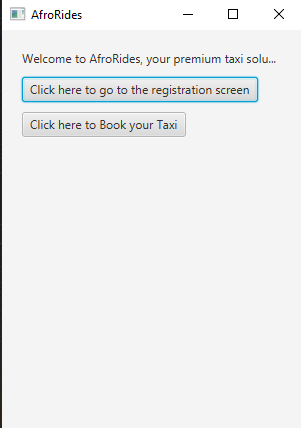 AfroRides
Welcome to AfroRides, your premium taxi solu...
Click here to go to the registration screen
Click here to Book your Taxi